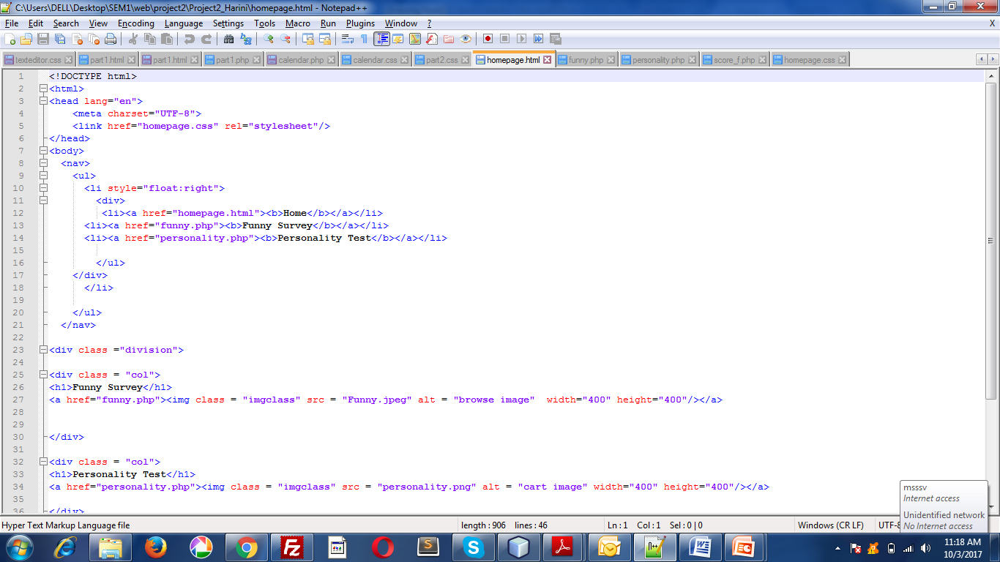 C:\Users\DELL\Desktop\SEM1\web\project2\Project2_Harini\homepage.html - Notepad++
File Edit Search View Encoding Language Settings Tools Macro Run Plugins Window ? X
texteditor.css part1.html part1.html part1.php calendar.php calendar.css part2.css homepage.html funny.php personality.php score_f.php homepage.css
1 <!DOCTYPE html>
2 <html>
3 <head lang="en">
4 <meta charset="UTF-8">
5 <link href="homepage.css" rel="stylesheet"/>
6 </head>
7 <body>
8 <nav>
9 <ul>
10 <li style="float:right">
11 <div>
12 <li><a href="homepage.html"><b>Home</b></a></li>
13 <li><a href="funny.php"><b>Funny Survey</b></a></li>
14 <li><a href="personality.php"><b>Personality Test</b></a></li>
15
16 </ul>
17 </div>
18 </li>
19
20 </ul>
21 </nav>
22
23 <div class ="division">
24
25 <div class = "col">
26 <h1>Funny Survey</h1>
27 <a href="funny.php"><img class = "imgclass" src = "Funny.jpeg" alt = "browse image"  width="400" height="400"/></a>
28
29
30 </div>
31
32 <div class = "col">
33 <h1>Personality Test</h1>
34 <a href="personality.php"><img class = "imgclass" src = "personality.png" alt = "cart image" width="400" height="400"/></a>
35
36 </div>
msssv
Internet access
Unidentified network
No Internet access
Hyper Text Markup Language file length : 906 lines : 46 Ln : 1 Col : 1 Sel : 0 | 0 Windows (CR LF) UTF-8
11:18 AM
10/3/2017